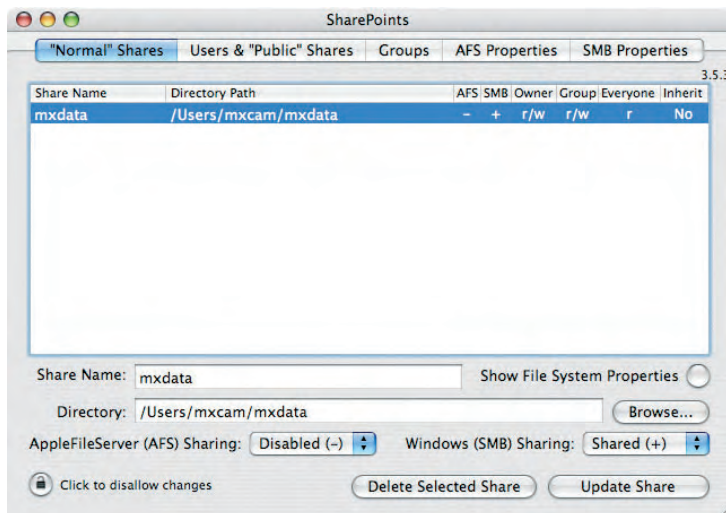 SharePoints
"Normal" Shares Users & "Public" Shares Groups AFS Properties SMB Properties
3.5.3
Share Name Directory Path AFS SMB Owner Group Everyone Inherit
mxdata /Users/mxcam/mxdata – + r/w r/w r No
Share Name: mxdata Show File System Properties
Directory: /Users/mxcam/mxdata Browse...
AppleFileServer (AFS) Sharing: Disabled (–) Windows (SMB) Sharing: Shared (+)
Click to disallow changes Delete Selected Share Update Share